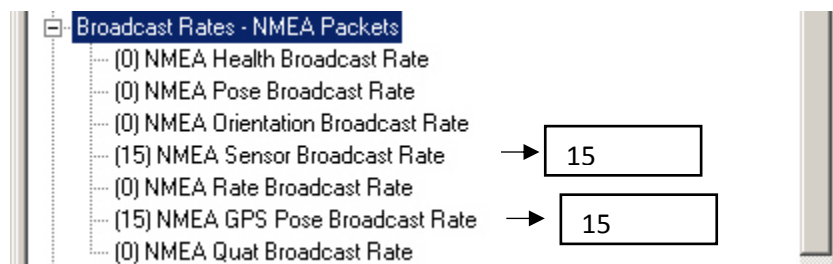 Broadcast Rates - NMEA Packets
(0) NMEA Health Broadcast Rate
(0) NMEA Pose Broadcast Rate
(0) NMEA Orientation Broadcast Rate
(15) NMEA Sensor Broadcast Rate 15
(0) NMEA Rate Broadcast Rate
(15) NMEA GPS Pose Broadcast Rate 15
(0) NMEA Quat Broadcast Rate